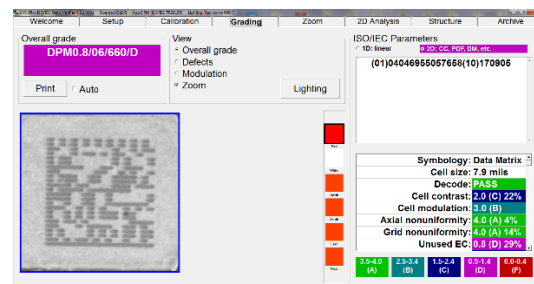 Welcome Setup Calibration Grading Zoom 2D Analysis Structure Archive
Overall grade
DPM0.8/06/660/D
Print
Auto
View
Overall grade
Defects
Modulation
Zoom
Lighting
ISO/IEC Parameters
1D: linear
2D: CC, PDF, DM, etc.
(01)04046955057658(10)170905
Symbology: Data Matrix
Cell size: 7.9 mils
Decode: PASS
Cell contrast: 2.0 (C) 22%
Cell modulation: 3.0 (B)
Axial nonuniformity: 4.0 (A) 4%
Grid nonuniformity: 4.0 (A) 14%
Unused EC: 0.8 (D) 29%
3.5-4.0 2.5-3.4 1.5-2.4 0.5-1.4 0.0-0.4
(A) (B) (C) (D) (F)